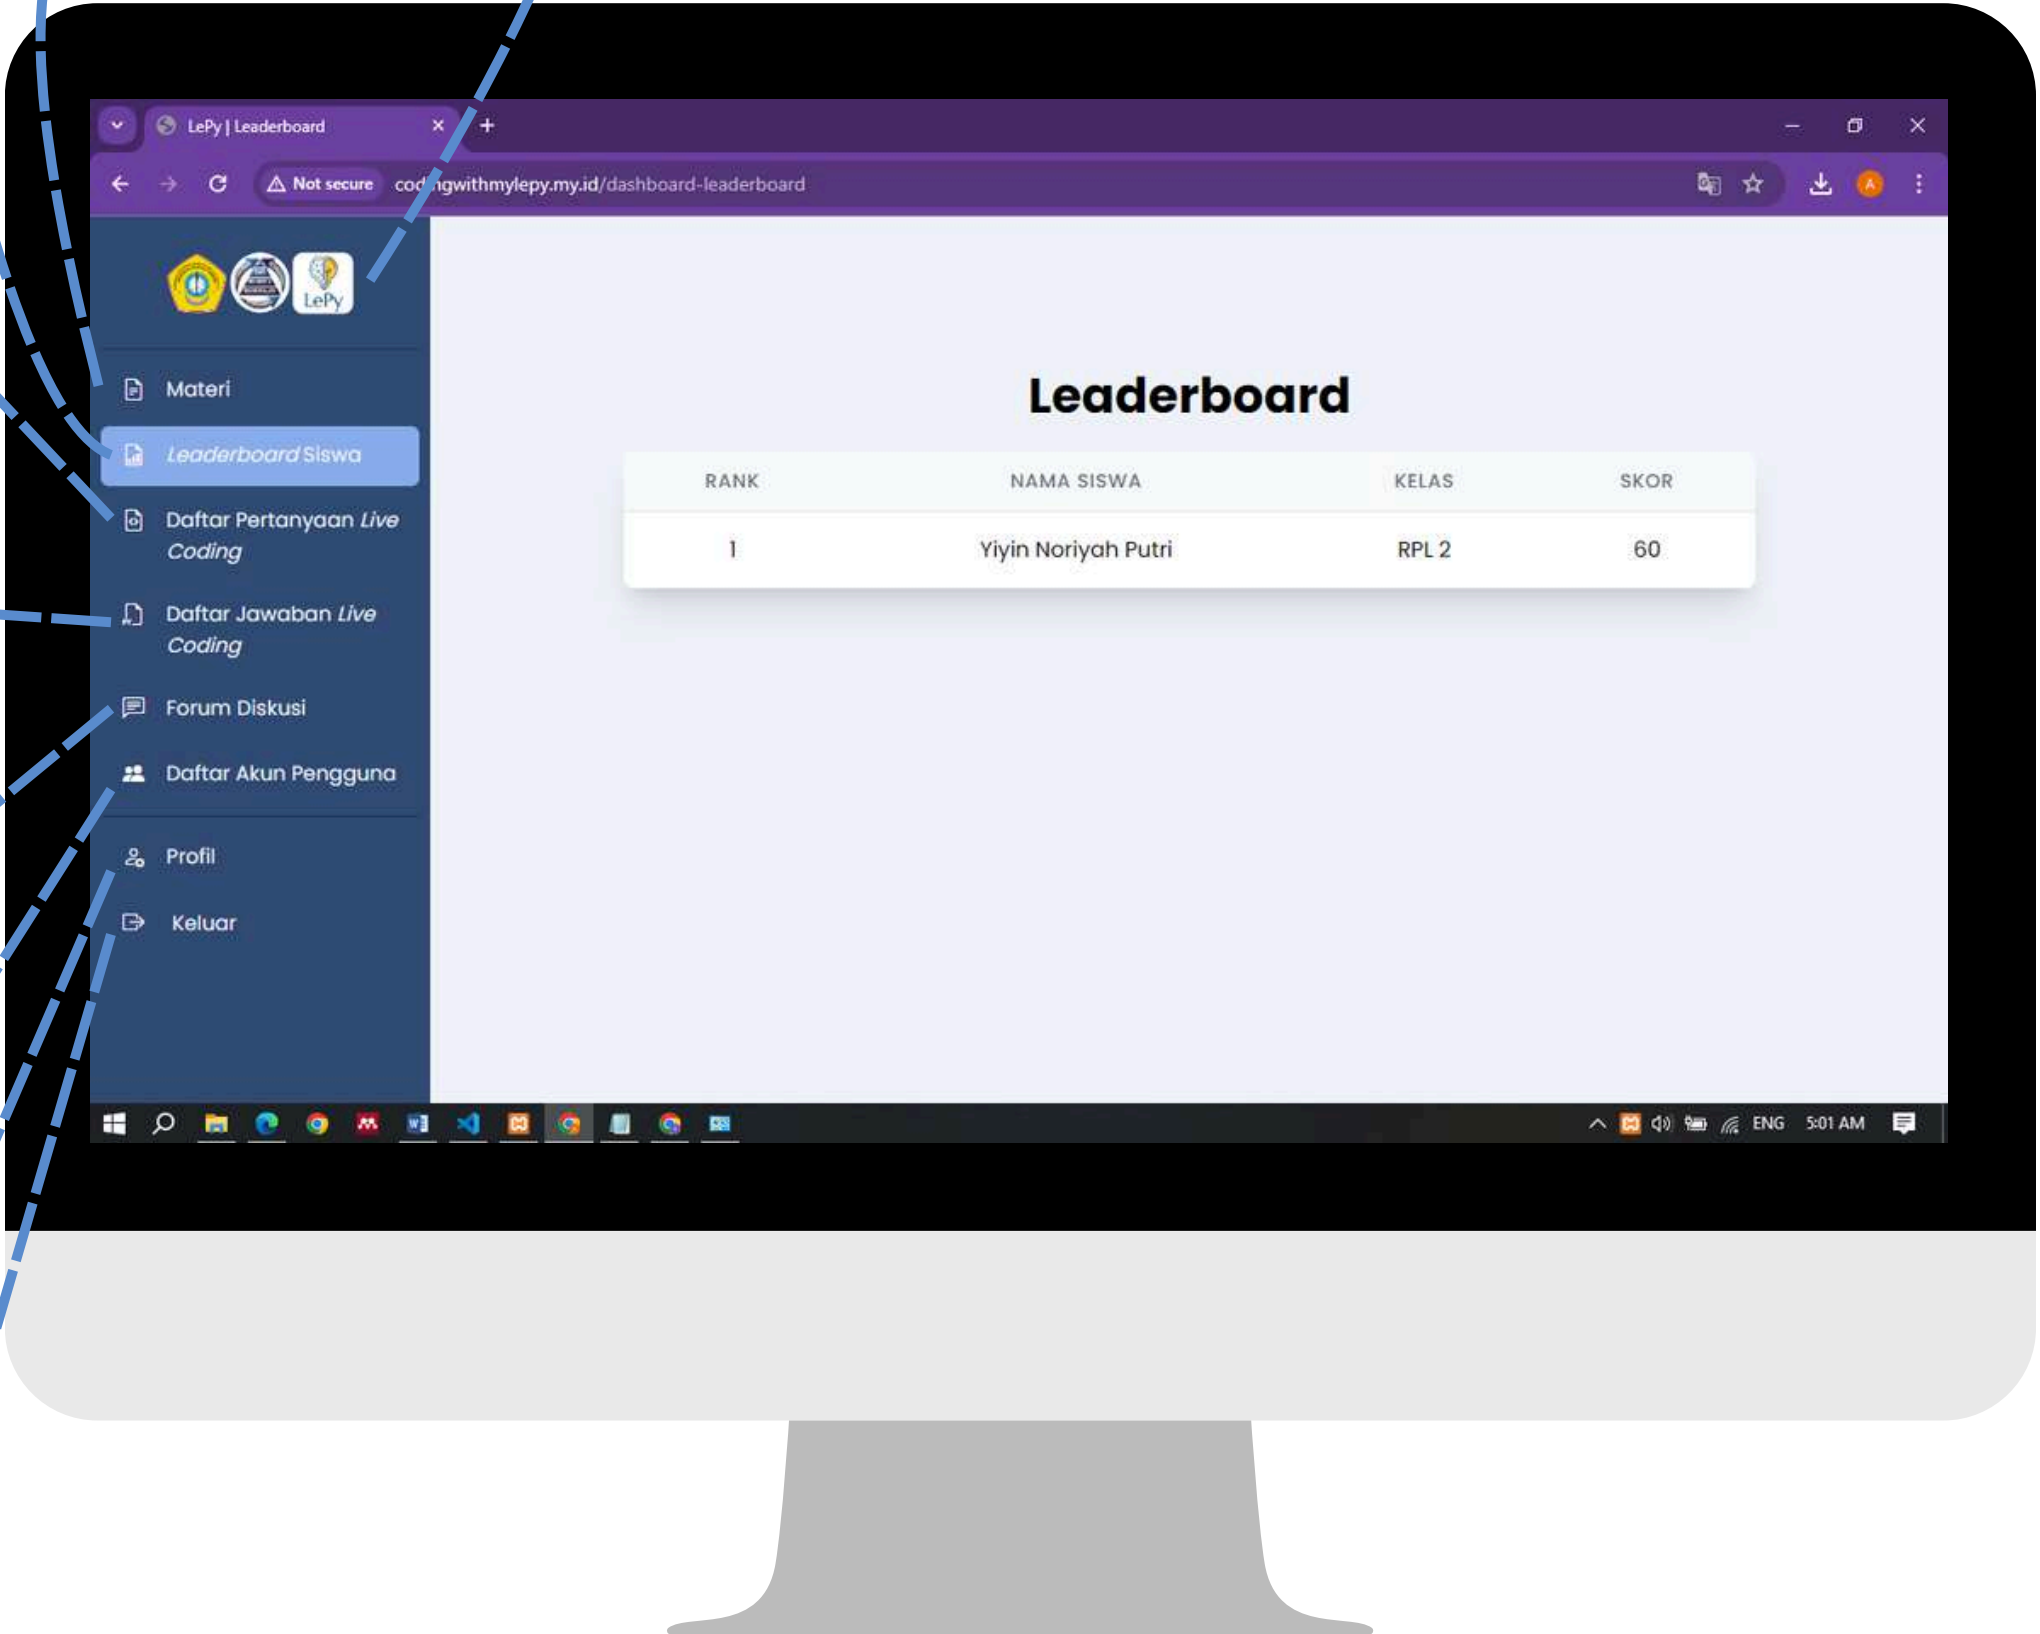 LePy | Leaderboard
Not secure
codingwithmylepy.my.id/dashboard-leaderboard
A
LePy
Materi
Leaderboard Siswa
Daftar Pertanyaan Live
Coding
Daftar Jawaban Live
Coding
Forum Diskusi
Daftar Akun Pengguna
Profil
Keluar
Leaderboard
RANK NAMA SISWA KELAS SKOR
1 Yiyin Noriyah Putri RPL 2 60
ENG 5:01 AM